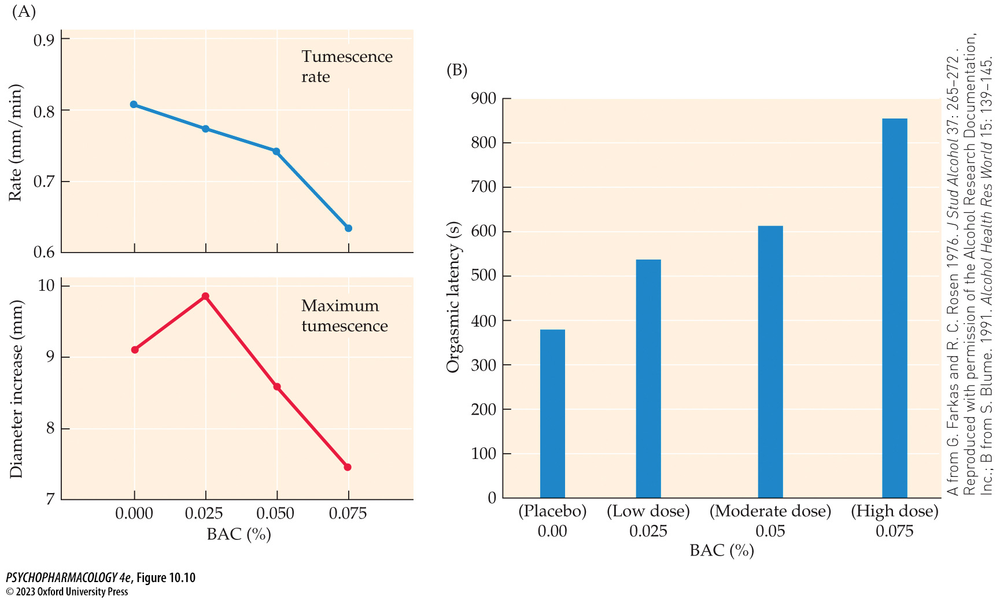 (A)
0.9
0.8
0.7
0.6
Rate (mm/min)
Tumescence
rate
10
9
8
7
Diameter increase (mm)
Maximum
tumescence
0.000 0.025 0.050 0.075
BAC (%)
(B)
900
800
700
600
500
400
300
200
100
0
Orgasmic latency (s)
(Placebo) (Low dose) (Moderate dose) (High dose)
0.00 0.025 0.05 0.075
BAC (%)
A from G. Farkas and R. C. Rosen 1976. J Stud Alcohol 37: 265–272 .
Reproduced with permission of the Alcohol Research Documentation,
Inc.; B from S. Blume. 1991. Alcohol Health Res World 15: 139–145.
PSYCHOPHARMACOLOGY 4e, Figure 10.10
© 2023 Oxford University Press